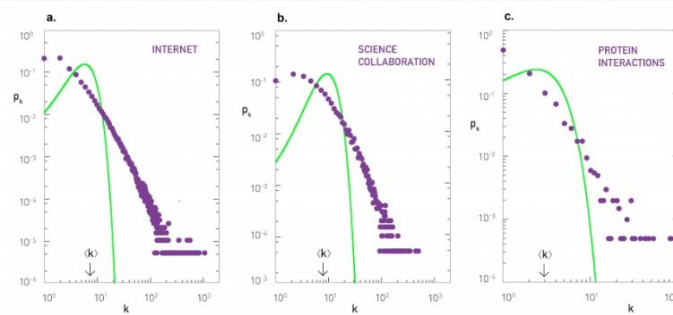 a.
INTERNET
10⁰
10⁻¹
10⁻²
10⁻³
10⁻⁴
10⁻⁵
10⁻⁶
pₖ
⟨k⟩
10⁰ 10¹ 10² 10³
k
b.
SCIENCE
COLLABORATION
10⁰
10⁻¹
10⁻²
10⁻³
10⁻⁴
10⁻⁵
pₖ
⟨k⟩
10⁰ 10¹ 10² 10³
k
c.
PROTEIN
INTERACTIONS
10⁰
10⁻¹
10⁻²
10⁻³
10⁻⁴
pₖ
⟨k⟩
10⁰ 10¹
k